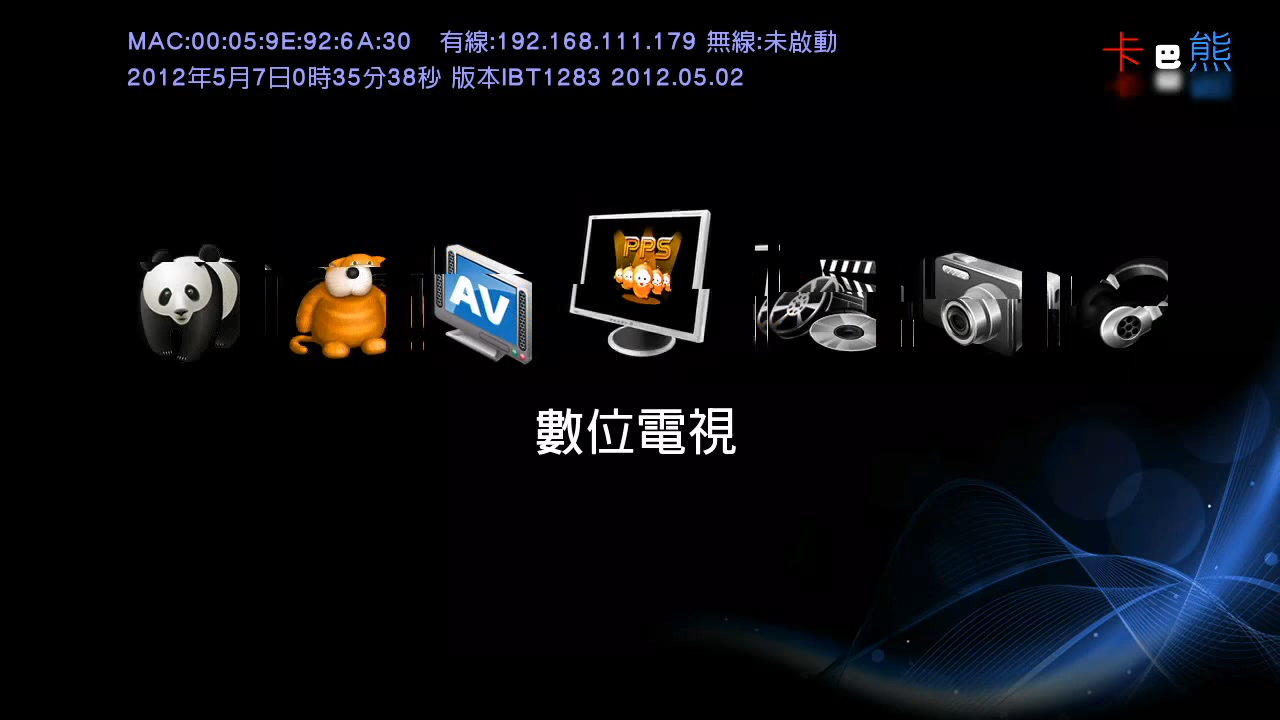 MAC:00:05:9E:92:6A:30 有線:192.168.111.179 無線:未啟動
2012年5月7日0時35分38秒 版本IBT1283 2012.05.02
卡巴熊
AV
PPS
數位電視